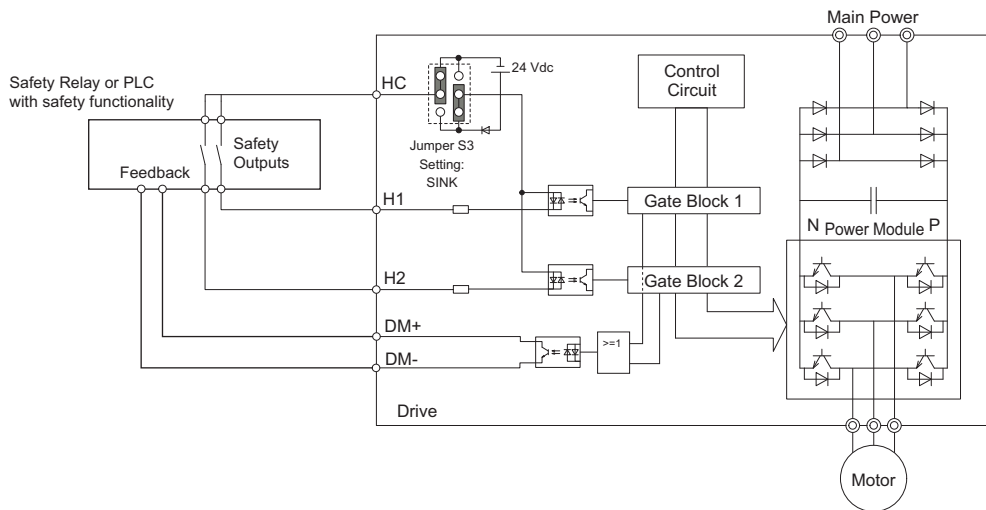 Main Power
Safety Relay or PLC
with safety functionality
HC
24 Vdc
Control
Circuit
Safety
Outputs
Jumper S3
Setting:
SINK
Feedback
H1
Gate Block 1
N
Power Module
P
H2
Gate Block 2
DM+
>=1
DM-
Drive
Motor